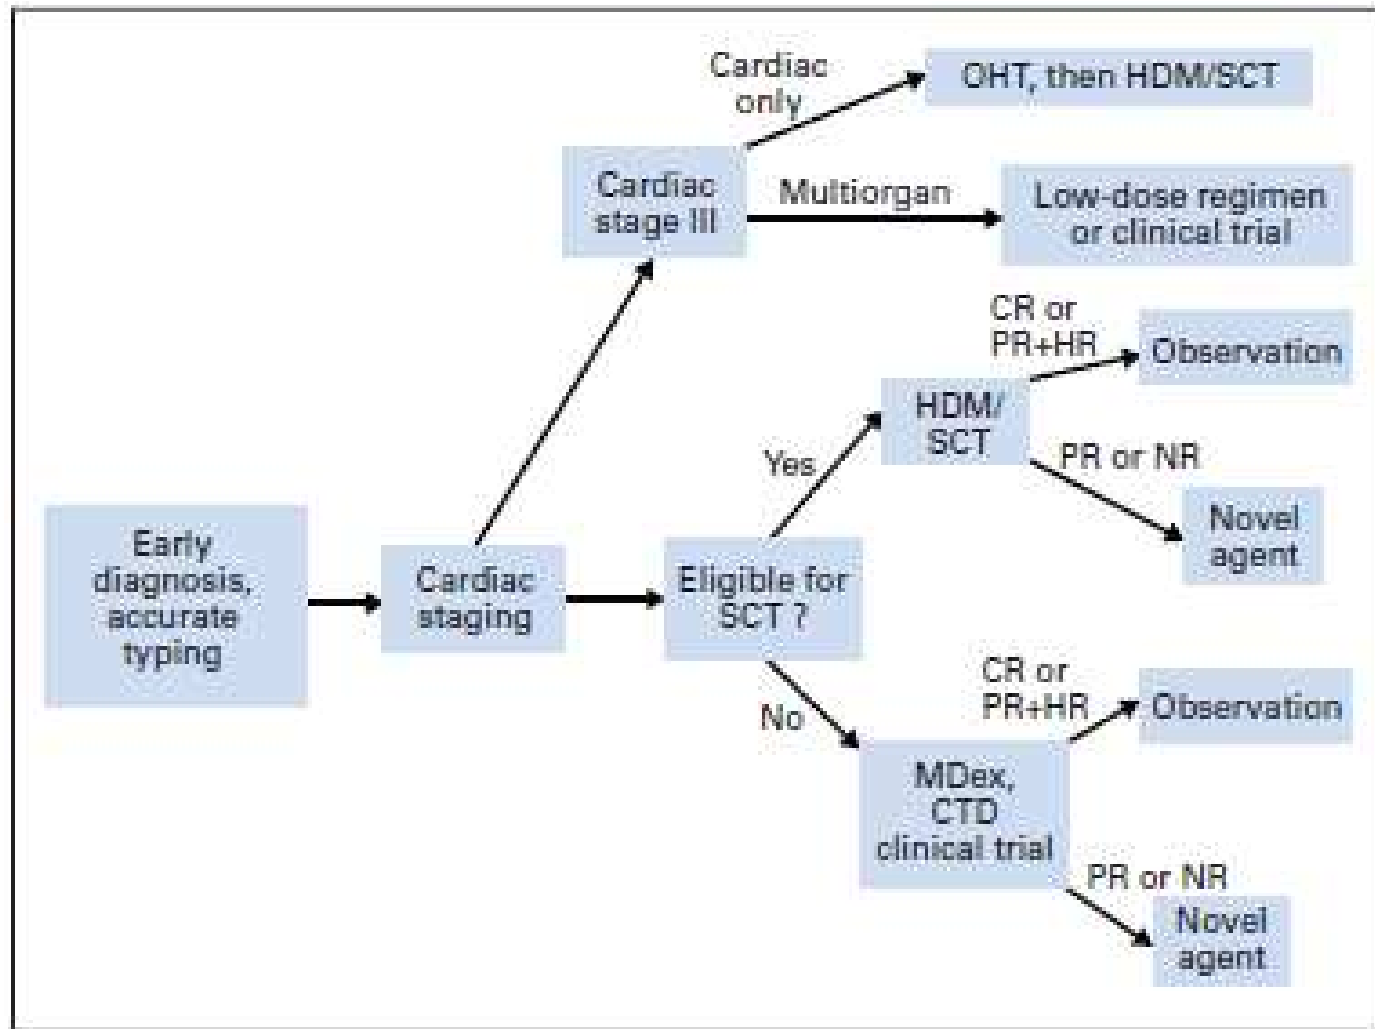 Cardiac
only
OHT, then HDM/SCT
Cardiac
stage III
Multiorgan
Low-dose regimen
or clinical trial
CR or
PR+HR
Observation
HDM/
SCT
Yes
PR or NR
Novel
agent
Early
diagnosis,
accurate
typing
Cardiac
staging
Eligible for
SCT ?
No
CR or
PR+HR
Observation
MDex,
CTD
clinical trial
PR or NR
Novel
agent